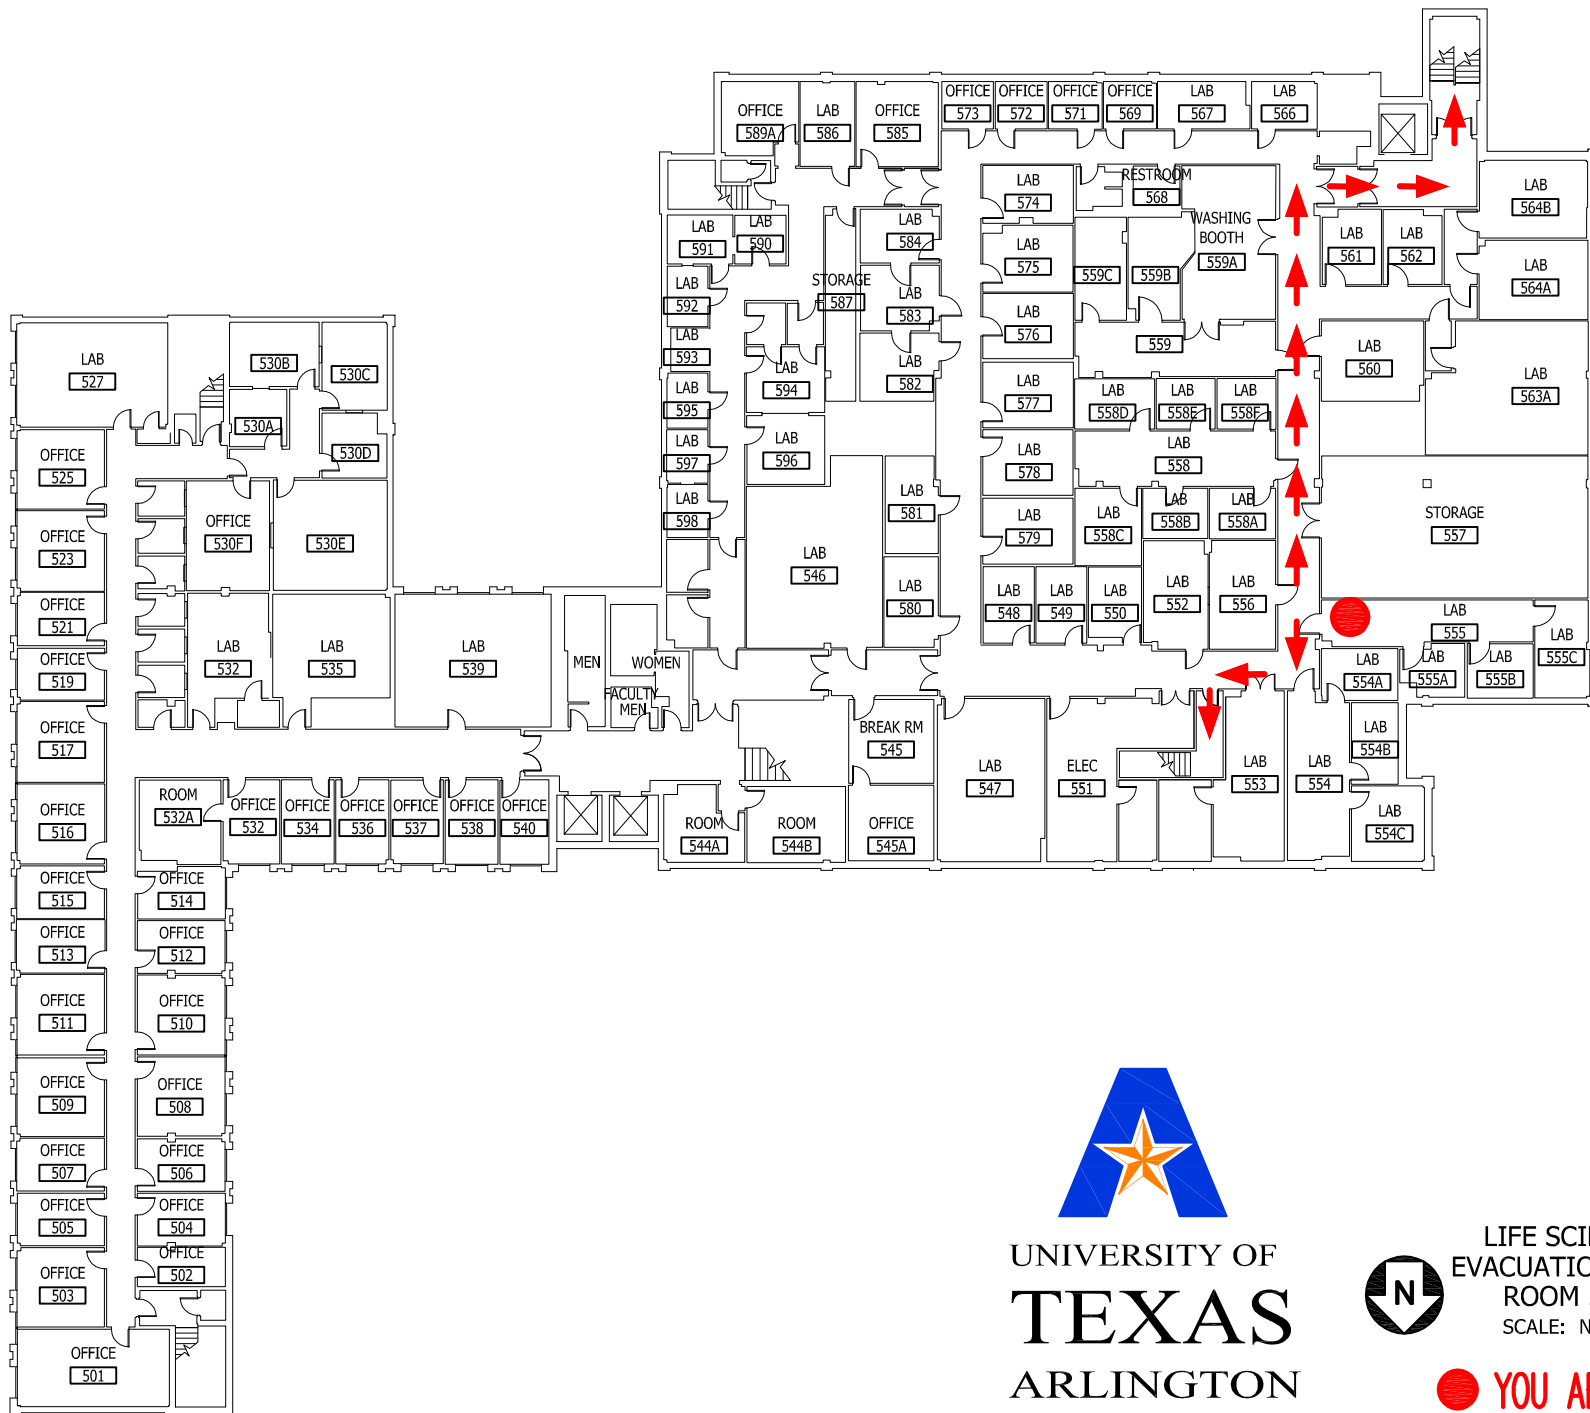 OFFICE
573
OFFICE
572
OFFICE
571
OFFICE
569
LAB
567
LAB
566
OFFICE
589A
LAB
586
OFFICE
585
LAB
574
RESTROOM
568
LAB
564B
WASHING
BOOTH
559A
LAB
591
LAB
590
LAB
584
LAB
561
LAB
562
LAB
575
559C
559B
LAB
564A
STORAGE
587
LAB
592
LAB
583
LAB
576
559
LAB
593
LAB
560
LAB
527
530B
530C
LAB
594
LAB
582
LAB
563A
LAB
595
LAB
577
LAB
558D
LAB
558E
LAB
558F
530A
530D
LAB
597
LAB
596
LAB
578
LAB
558
OFFICE
525
LAB
598
LAB
581
LAB
579
LAB
558C
LAB
558B
LAB
558A
STORAGE
557
OFFICE
523
OFFICE
530F
530E
LAB
546
LAB
580
LAB
548
LAB
549
LAB
550
LAB
552
LAB
556
LAB
555
OFFICE
521
LAB
532
LAB
535
LAB
539
MEN
WOMEN
FACULTY
MEN
LAB
554A
LAB
555A
LAB
555B
LAB
555C
OFFICE
519
OFFICE
517
BREAK RM
545
LAB
547
ELEC
551
LAB
553
LAB
554
LAB
554B
ROOM
532A
OFFICE
532
OFFICE
534
OFFICE
536
OFFICE
537
OFFICE
538
OFFICE
540
ROOM
544A
ROOM
544B
OFFICE
545A
LAB
554C
OFFICE
516
OFFICE
515
OFFICE
514
OFFICE
513
OFFICE
512
OFFICE
511
OFFICE
510
OFFICE
509
OFFICE
508
OFFICE
507
OFFICE
506
OFFICE
505
OFFICE
504
OFFICE
503
OFFICE
502
OFFICE
501
UNIVERSITY OF
TEXAS
ARLINGTON
N
LIFE SCI
EVACUATIO
ROOM
SCALE: N
YOU A